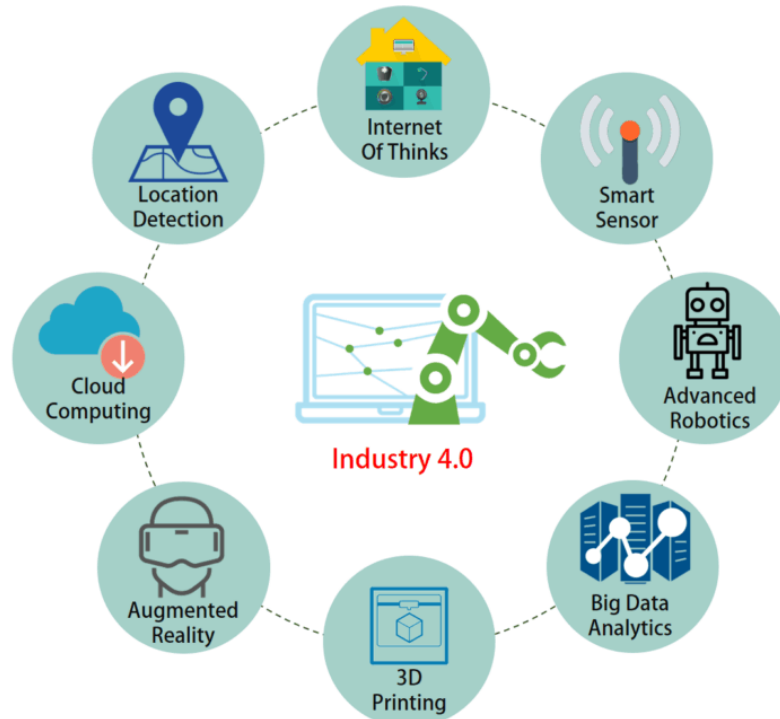 Internet
Of Thinks
Smart
Sensor
Advanced
Robotics
Big Data
Analytics
3D
Printing
Augmented
Reality
Cloud
Computing
Location
Detection
Industry 4.0